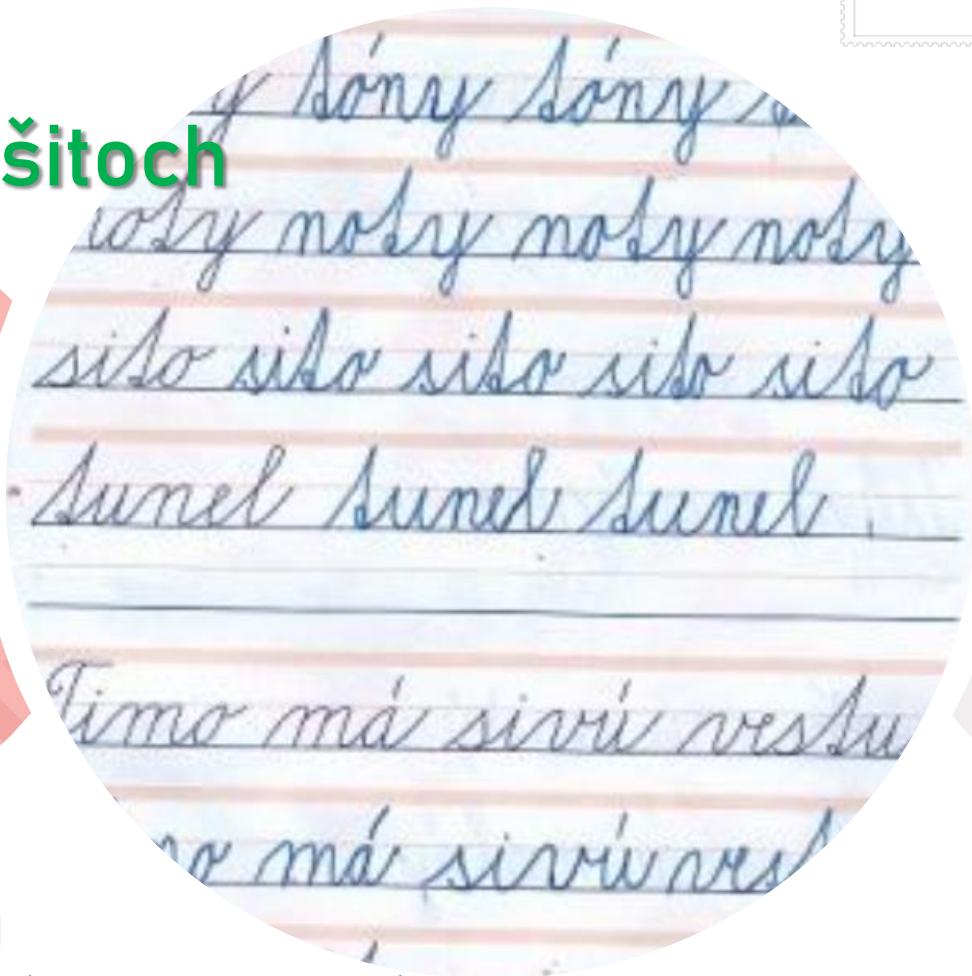 tóny tóny
šitoch
noty noty noty
sito sito sito sito sito
tunel tunel tunel
Timo má sivú vestu
má sivú